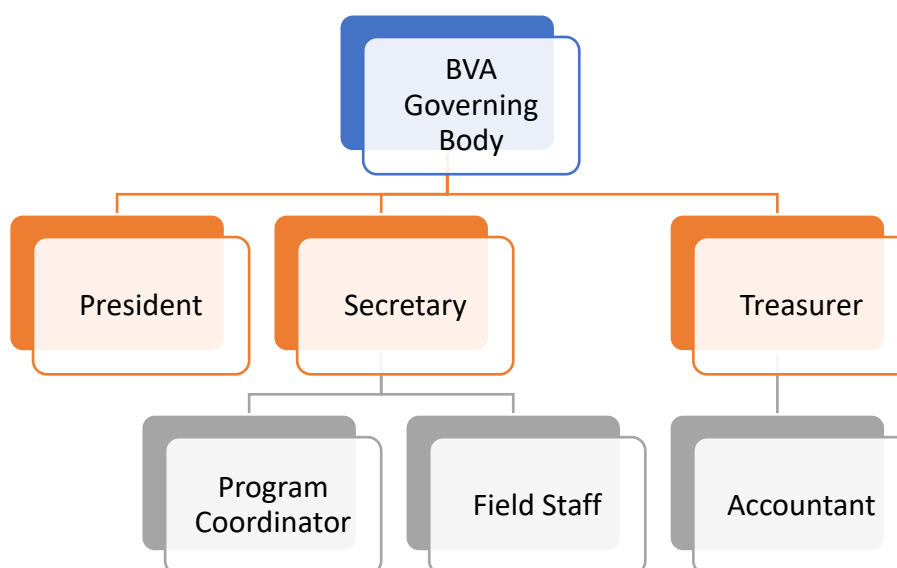 BVA
Governing
Body
President
Secretary
Treasurer
Program
Coordinator
Field Staff
Accountant